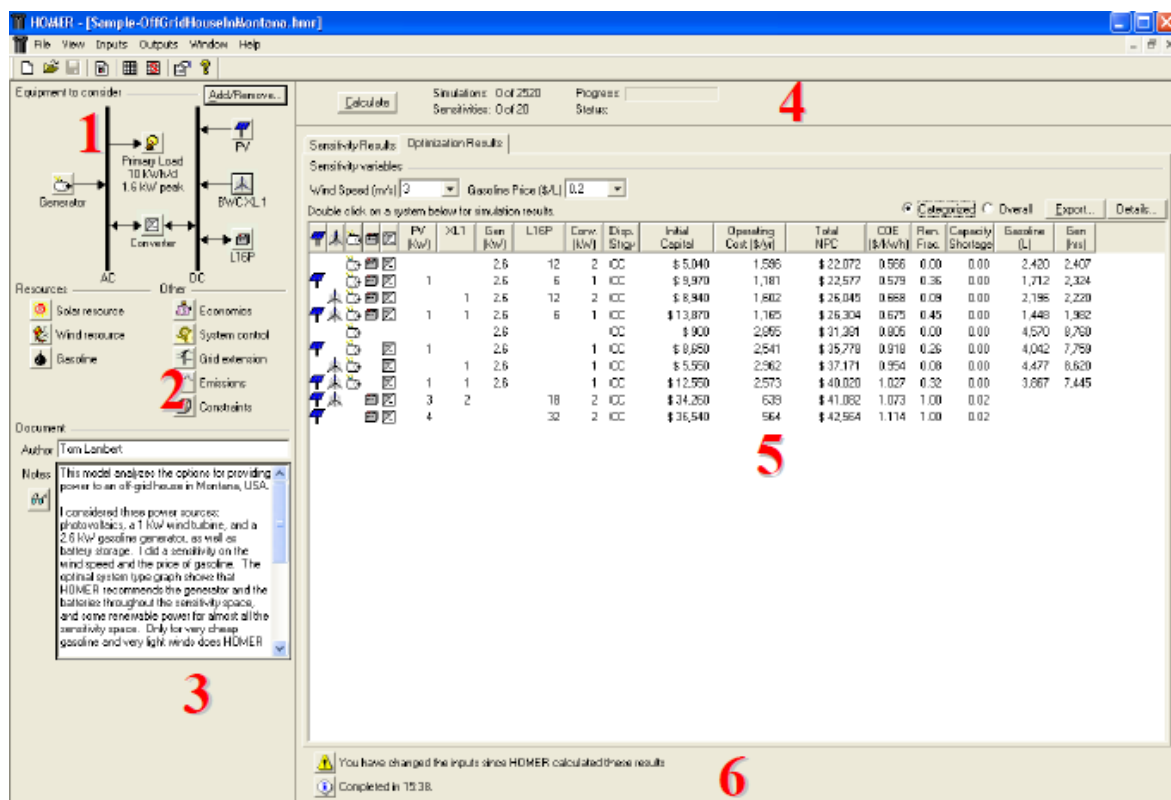 HOMER - [Sample-OffGridHouseInMontana.hmr]
File View Inputs Outputs Window Help
Equipment to consider
Add/Remove...
1
PV
Primary Load
10 kWh/d
1.6 kW peak
Generator
BWC XL1
Converter
L16P
AC DC
Resources Other
Solar resource Economics
Wind resource System control
Gasoline Grid extension
Emissions
2
Constraints
Document
Author Tom Lambert
Notes
This model analyzes the options for providing
power to an off-grid house in Montana, USA.
I considered three power sources:
photovoltaics, a 1 kW wind turbine, and a
2.6 kW gasoline generator, as well as
battery storage. I did a sensitivity on the
wind speed and the price of gasoline. The
optimal system type graph shows that
HOMER recommends the generator and the
batteries throughout the sensitivity space,
and some renewable power for almost all the
sensitivity space. Only for very cheap
gasoline and very light winds does HOMER
3
Calculate
Simulations: 0 of 2520 Progress:
Sensitivities: 0 of 20 Status:
4
Sensitivity Results Optimization Results
Sensitivity variables
Wind Speed (m/s) 3 Gasoline Price ($/L) 0.2
Double click on a system below for simulation results.
Categorized Overall Export... Details...
PV (kW) XL1 Gen (kW) L16P Conv. (kW) Disp. Strgy Initial Capital Operating Cost ($/yr) Total NPC COE ($/kWh) Ren. Frac. Capacity Shortage Gasoline (L) Gen (hrs)
2.6 12 2 CC $ 5,040 1,596 $ 22,072 0.566 0.00 0.00 2,420 2,407
1 2.6 6 1 CC $ 9,970 1,181 $ 22,577 0.579 0.36 0.00 1,712 2,324
1 2.6 12 2 CC $ 8,940 1,602 $ 26,045 0.668 0.09 0.00 2,196 2,220
1 1 2.6 6 1 CC $ 13,870 1,165 $ 26,304 0.675 0.45 0.00 1,448 1,982
2.6 CC $ 900 2,855 $ 31,381 0.805 0.00 0.00 4,570 8,760
1 2.6 1 CC $ 8,650 2,541 $ 35,778 0.918 0.26 0.00 4,042 7,759
1 2.6 1 CC $ 5,550 2,962 $ 37,171 0.954 0.08 0.00 4,477 8,620
1 1 2.6 1 CC $ 12,550 2,573 $ 40,020 1.027 0.32 0.00 3,867 7,445
3 2 18 2 CC $ 34,260 639 $ 41,082 1.073 1.00 0.02
4 32 2 CC $ 36,540 564 $ 42,564 1.114 1.00 0.02
5
You have changed the inputs since HOMER calculated these results
Completed in 15:38.
6